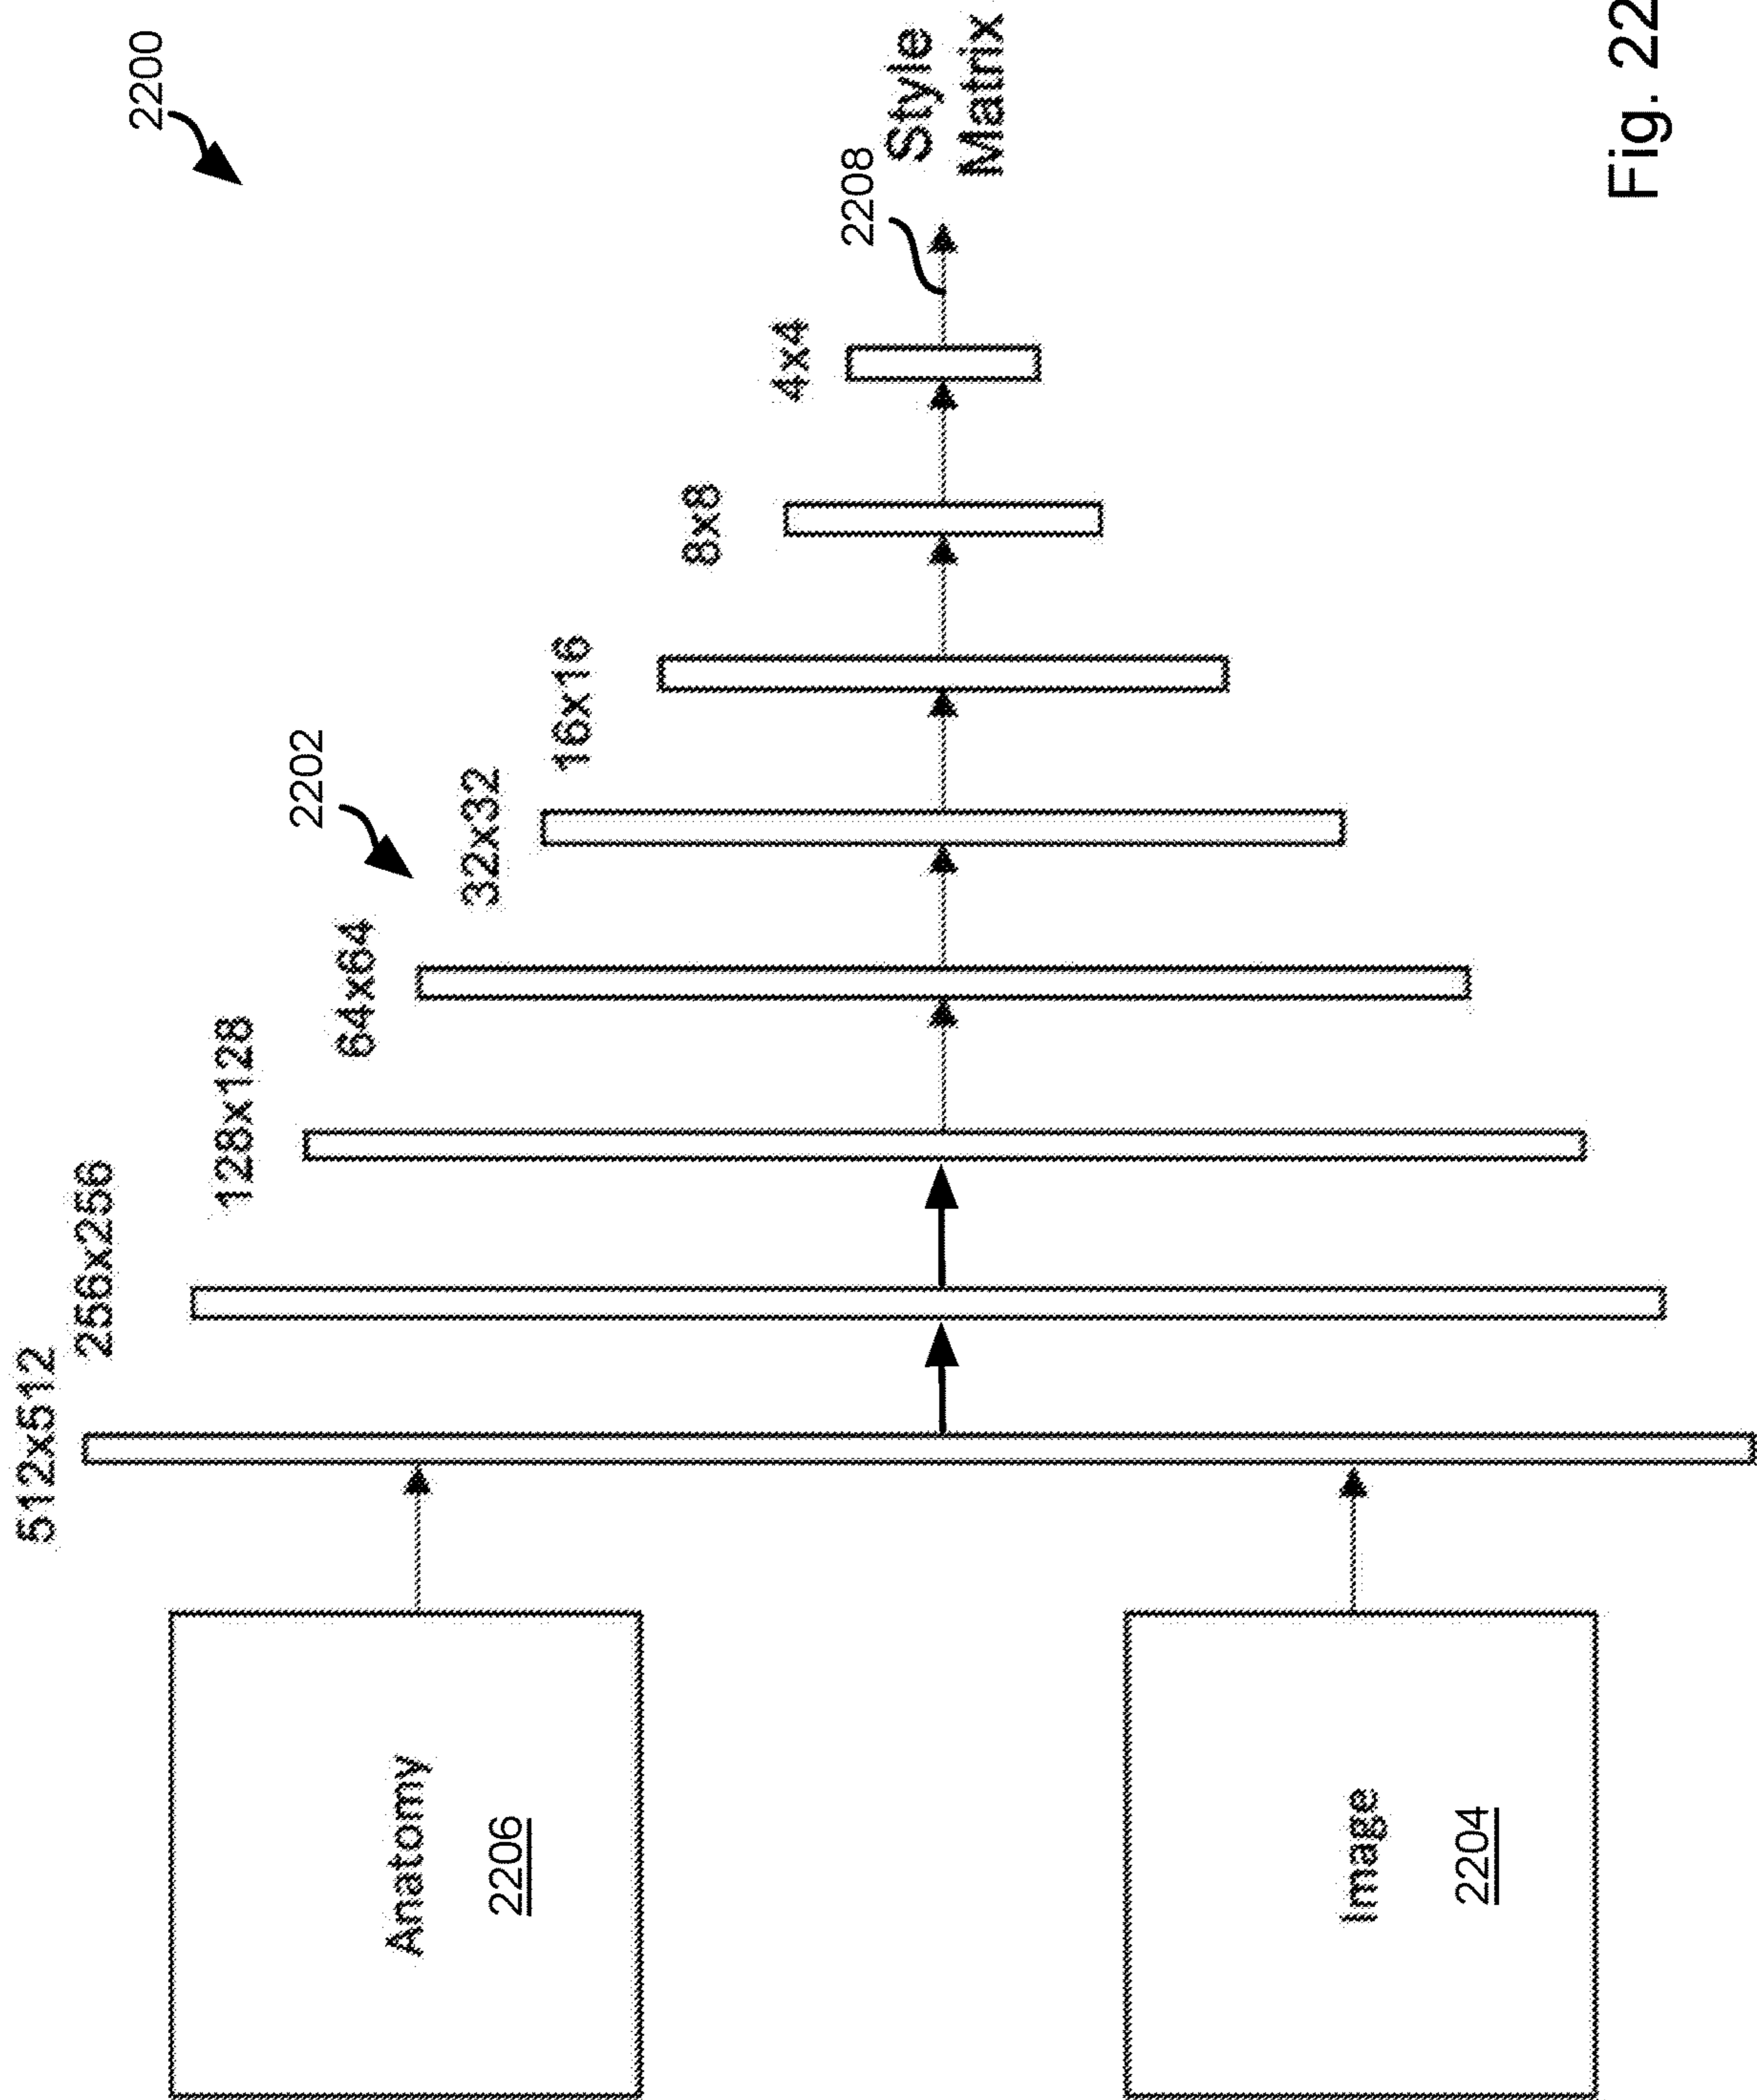 2200
512x512
256x256
128x128
64x64
2202
32x32
16x16
8x8
4x4
2208
Style
Matrix
Anatomy
2206
Image
2204
Fig. 22